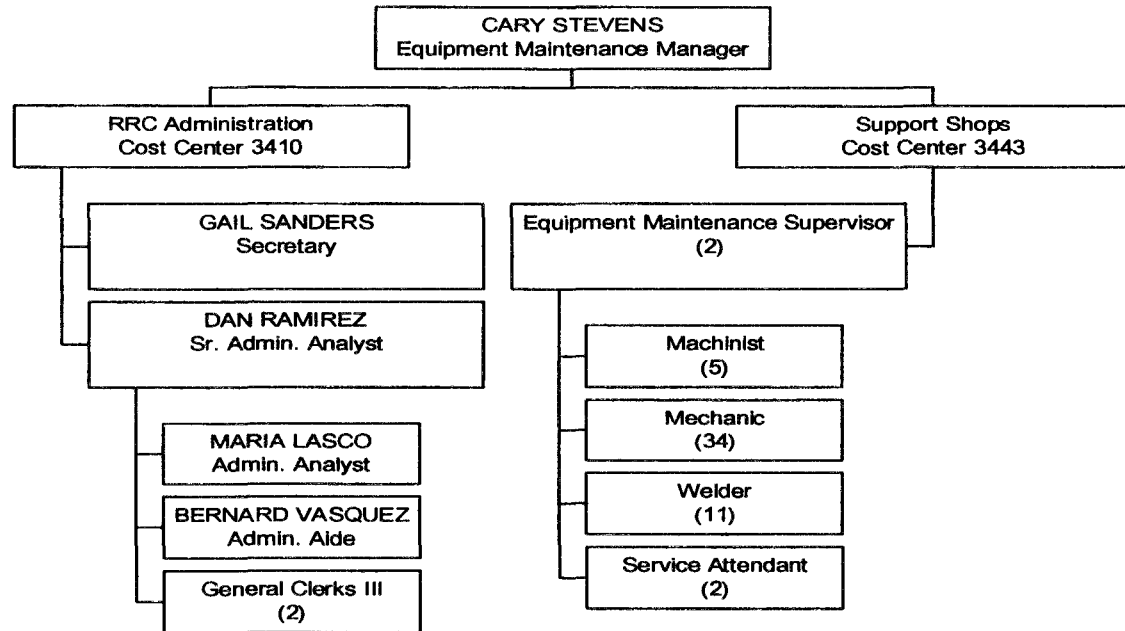 CARY STEVENS
Equipment Maintenance Manager
RRC Administration
Cost Center 3410
GAIL SANDERS
Secretary
DAN RAMIREZ
Sr. Admin. Analyst
MARIA LASCO
Admin. Analyst
BERNARD VASQUEZ
Admin. Aide
General Clerks III
(2)
Support Shops
Cost Center 3443
Equipment Maintenance Supervisor
(2)
Machinist
(5)
Mechanic
(34)
Welder
(11)
Service Attendant
(2)